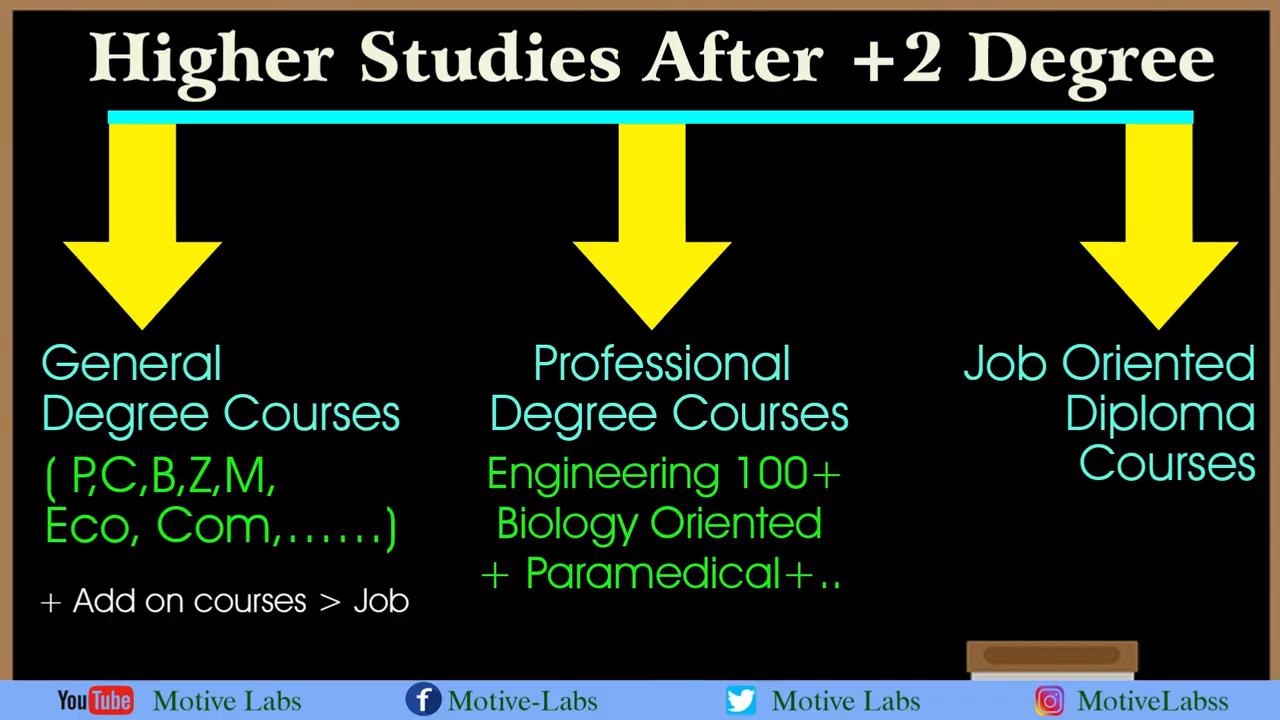 Higher Studies After +2 Degree
General
Degree Courses
( P,C,B,Z,M,
Eco, Com,......)
+ Add on courses > Job
Professional
Degree Courses
Engineering 100+
Biology Oriented
+ Paramedical+..
Job Oriented
Diploma
Courses
YouTube Motive Labs
f Motive-Labs
Motive Labs
MotiveLabss